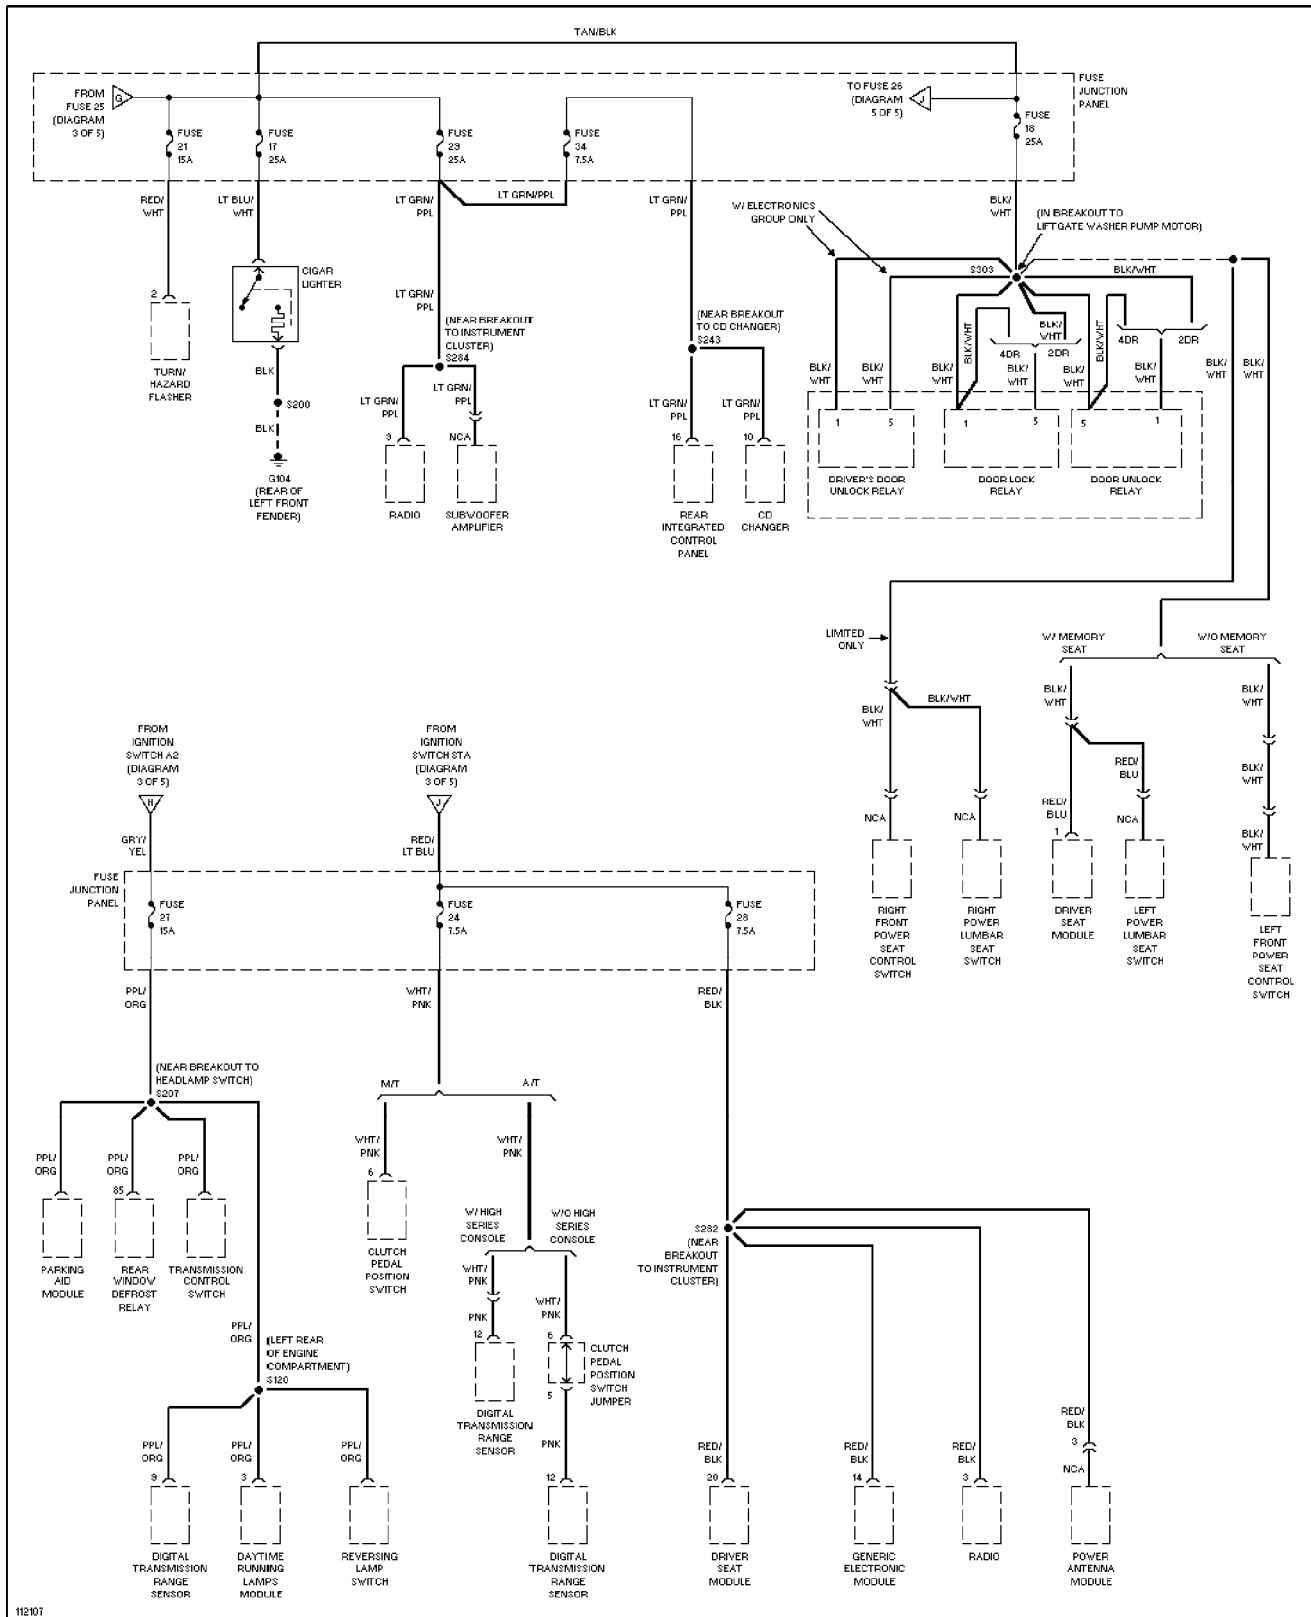 TAN/BLK
FROM
FUSE 25
(DIAGRAM
3 OF 5)
G
TO FUSE 26
(DIAGRAM
5 OF 5)
J
FUSE
JUNCTION
PANEL
FUSE
21
15A
FUSE
17
25A
FUSE
29
25A
FUSE
34
7.5A
FUSE
18
25A
RED/
WHT
LT BLU/
WHT
LT GRN/
PPL
LT GRN/PPL
LT GRN/
PPL
BLK/
WHT
W/ ELECTRONICS
GROUP ONLY
(IN BREAKOUT TO
LIFTGATE WASHER PUMP MOTOR)
S303
BLK/WHT
CIGAR
LIGHTER
2
TURN/
HAZARD
FLASHER
BLK
S200
BLK
G104
(REAR OF
LEFT FRONT
FENDER)
LT GRN/
PPL
(NEAR BREAKOUT
TO INSTRUMENT
CLUSTER)
S284
LT GRN/
PPL
LT GRN/
PPL
9
NCA
RADIO
SUBWOOFER
AMPLIFIER
(NEAR BREAKOUT
TO CD CHANGER)
S243
LT GRN/
PPL
LT GRN/
PPL
16
10
REAR
INTEGRATED
CONTROL
PANEL
CD
CHANGER
BLK/
WHT
BLK/
WHT
BLK/
WHT
BLK/WHT
4DR
BLK/
WHT
2DR
BLK/
WHT
BLK/
WHT
BLK/WHT
4DR
2DR
BLK/
WHT
BLK/
WHT
BLK/
WHT
1
5
1
5
5
1
DRIVER'S DOOR
UNLOCK RELAY
DOOR LOCK
RELAY
DOOR UNLOCK
RELAY
LIMITED
ONLY
W/ MEMORY
SEAT
W/O MEMORY
SEAT
BLK/
WHT
BLK/WHT
BLK/
WHT
BLK/
WHT
BLK/
WHT
RED/
BLU
RED/
BLU
BLK/
WHT
NCA
NCA
1
NCA
BLK/
WHT
RIGHT
FRONT
POWER
SEAT
CONTROL
SWITCH
RIGHT
POWER
LUMBAR
SEAT
SWITCH
DRIVER
SEAT
MODULE
LEFT
POWER
LUMBAR
SEAT
SWITCH
LEFT
FRONT
POWER
SEAT
CONTROL
SWITCH
FROM
IGNITION
SWITCH A2
(DIAGRAM
3 OF 5)
H
FROM
IGNITION
SWITCH STA
(DIAGRAM
3 OF 5)
J
GRY/
YEL
RED/
LT BLU
FUSE
JUNCTION
PANEL
FUSE
27
15A
FUSE
24
7.5A
FUSE
28
7.5A
PPL/
ORG
WHT/
PNK
RED/
BLK
(NEAR BREAKOUT TO
HEADLAMP SWITCH)
S207
M/T
A/T
PPL/
ORG
PPL/
ORG
PPL/
ORG
85
PARKING
AID
MODULE
REAR
WINDOW
DEFROST
RELAY
TRANSMISSION
CONTROL
SWITCH
WHT/
PNK
6
CLUTCH
PEDAL
POSITION
SWITCH
WHT/
PNK
W/ HIGH
SERIES
CONSOLE
W/O HIGH
SERIES
CONSOLE
WHT/
PNK
PNK
12
DIGITAL
TRANSMISSION
RANGE
SENSOR
WHT/
PNK
6
CLUTCH
PEDAL
POSITION
SWITCH
JUMPER
5
PNK
12
S282
(NEAR
BREAKOUT
TO INSTRUMENT
CLUSTER)
PPL/
ORG
(LEFT REAR
OF ENGINE
COMPARTMENT)
S120
PPL/
ORG
PPL/
ORG
PPL/
ORG
9
3
DIGITAL
TRANSMISSION
RANGE
SENSOR
DAYTIME
RUNNING
LAMPS
MODULE
REVERSING
LAMP
SWITCH
DIGITAL
TRANSMISSION
RANGE
SENSOR
RED/
BLK
20
RED/
BLK
14
RED/
BLK
3
RED/
BLK
3
NCA
DRIVER
SEAT
MODULE
GENERIC
ELECTRONIC
MODULE
RADIO
POWER
ANTENNA
MODULE
112107